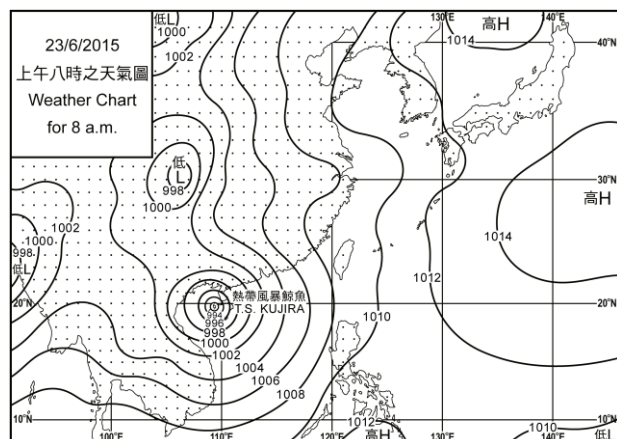 23/6/2015
上午八時之天氣圖
Weather Chart
for 8 a.m.
低L
1000
1002
130°E
高H
140°E
1014
40°N
低
L
998
1000
30°N
高H
1014
1002
1000
998
低L
1012
熱帶風暴鯨魚
T.S. KUJIRA
20°N
994
996
998
1000
1002
1004
1006
1008
1010
10°N
10°N
100°E
110°E
120°E
1012
高H
130°E
1010
140°E
低L